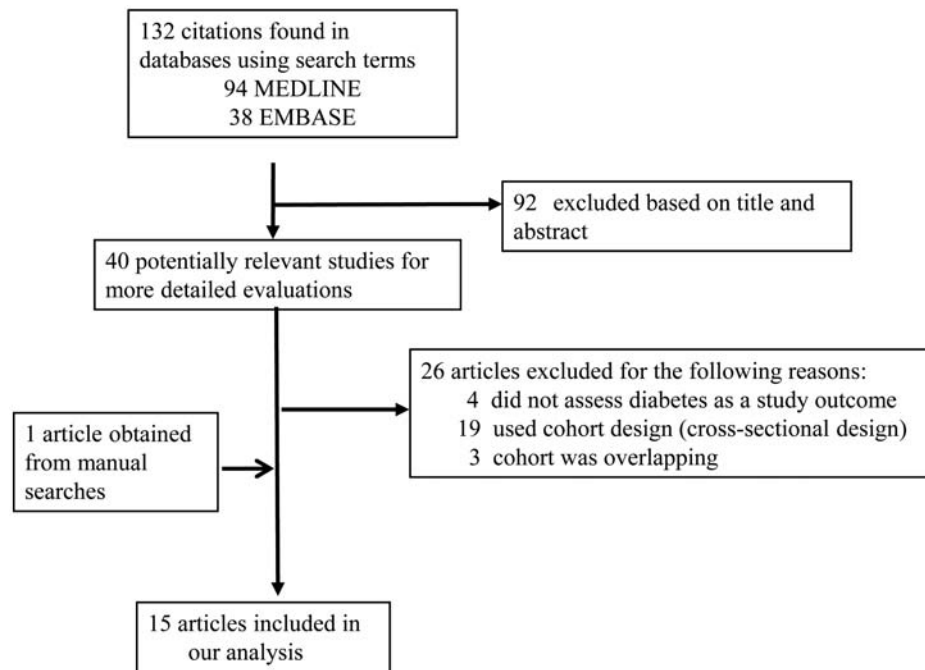 132 citations found in
databases using search terms
94 MEDLINE
38 EMBASE
92 excluded based on title and
abstract
40 potentially relevant studies for
more detailed evaluations
26 articles excluded for the following reasons:
4 did not assess diabetes as a study outcome
19 used cohort design (cross-sectional design)
3 cohort was overlapping
1 article obtained
from manual
searches
15 articles included in
our analysis